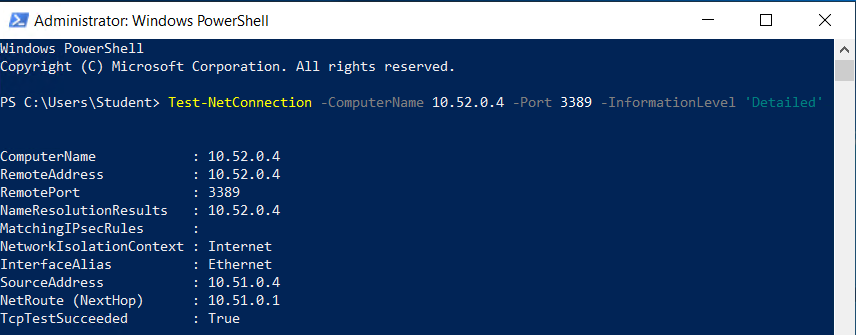 Administrator: Windows PowerShell
Windows PowerShell
Copyright (C) Microsoft Corporation. All rights reserved.
PS C:\Users\Student> Test-NetConnection -ComputerName 10.52.0.4 -Port 3389 -InformationLevel 'Detailed'
ComputerName            : 10.52.0.4
RemoteAddress           : 10.52.0.4
RemotePort              : 3389
NameResolutionResults   : 10.52.0.4
MatchingIPsecRules      :
NetworkIsolationContext : Internet
InterfaceAlias          : Ethernet
SourceAddress           : 10.51.0.4
NetRoute (NextHop)      : 10.51.0.1
TcpTestSucceeded        : True